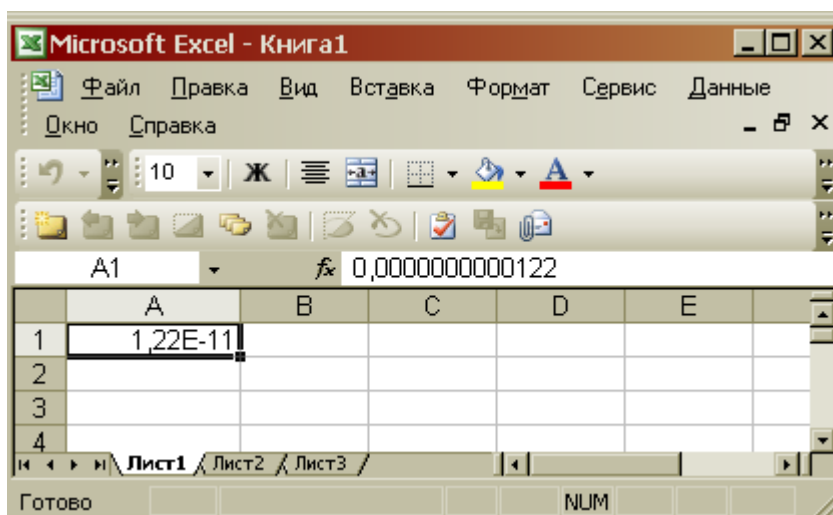 Microsoft Excel - Книга1
Файл Правка Вид Вставка Формат Сервис Данные
Окно Справка
10 Ж А
A1 fx 0,0000000000122
A B C D E
1 1,22E-11
2
3
4
Лист1 Лист2 Лист3
Готово NUM